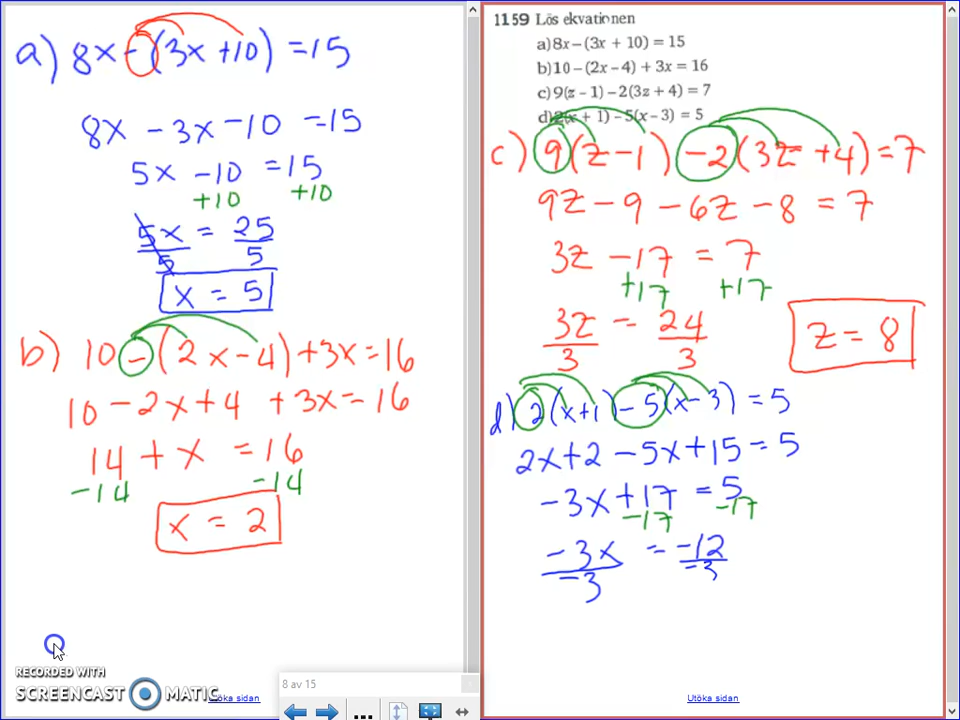 a) 8x -(3x +10) =15
8x -3x -10 =15
5x -10 =15
+10 +10
5x = 25
5 5
x = 5
b) 10 -(2x-4)+3x=16
10 -2x+4 +3x=16
14 + x =16
-14 -14
x = 2
RECORDED WITH
SCREENCAST MATIC
Utöka sidan
8 av 15
1159 Lös ekvationen
a)8x-(3x + 10) = 15
b)10-(2x-4) + 3x = 16
c)9(z - 1) -2(3z + 4) = 7
d)2(x + 1) -5(x-3) = 5
c) 9(z-1) -2(3z +4)=7
9z -9 -6z -8 = 7
3z -17 = 7
+17 +17
3z = 24
3 3
z = 8
d) 2(x+1)-5(x-3) =5
2x+2 -5x+15 =5
-3x +17 =5
-17 -17
-3x = -12
-3 -3
Utöka sidan